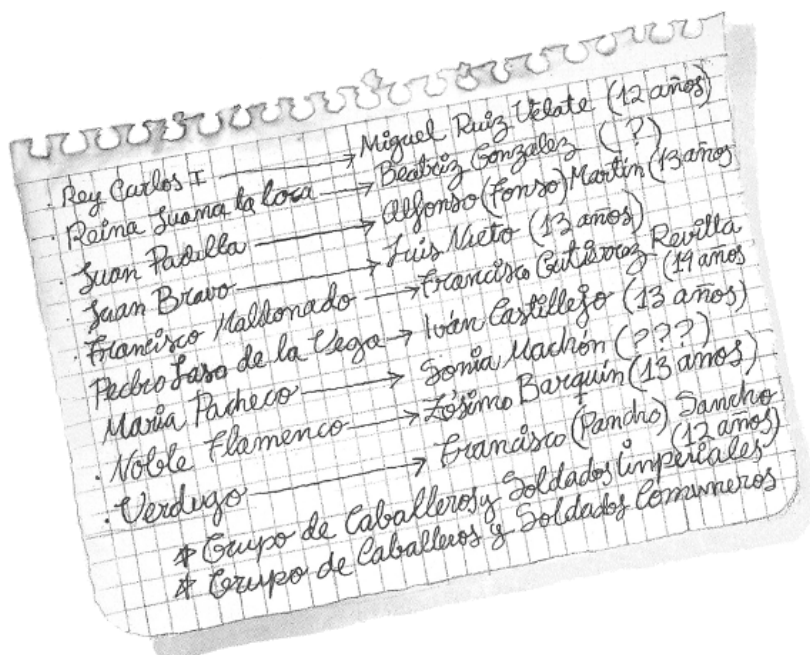 . Rey Carlos I → Miguel Ruiz Velate (12 años)
. Reina Juana la loca → Beatriz González (?)
. Juan Padilla → Alfonso (Fonso) Martín (13 años
. Juan Bravo → Luis Nieto (13 años)
. Francisco Maldonado → Francisco Gutiérrez Revilla
(14 años
Pedro Laso de la Vega → Iván Castillejo (13 años)
María Pacheco → Sonia Machón (???)
. Noble Flamenco → Zósimo Barquín (13 años)
. Verdugo → Francisco (Pandro) Sancho
(12 años)
* Grupo de Caballeros y Soldados imperiales
* Grupo de Caballeros y Soldados Comuneros